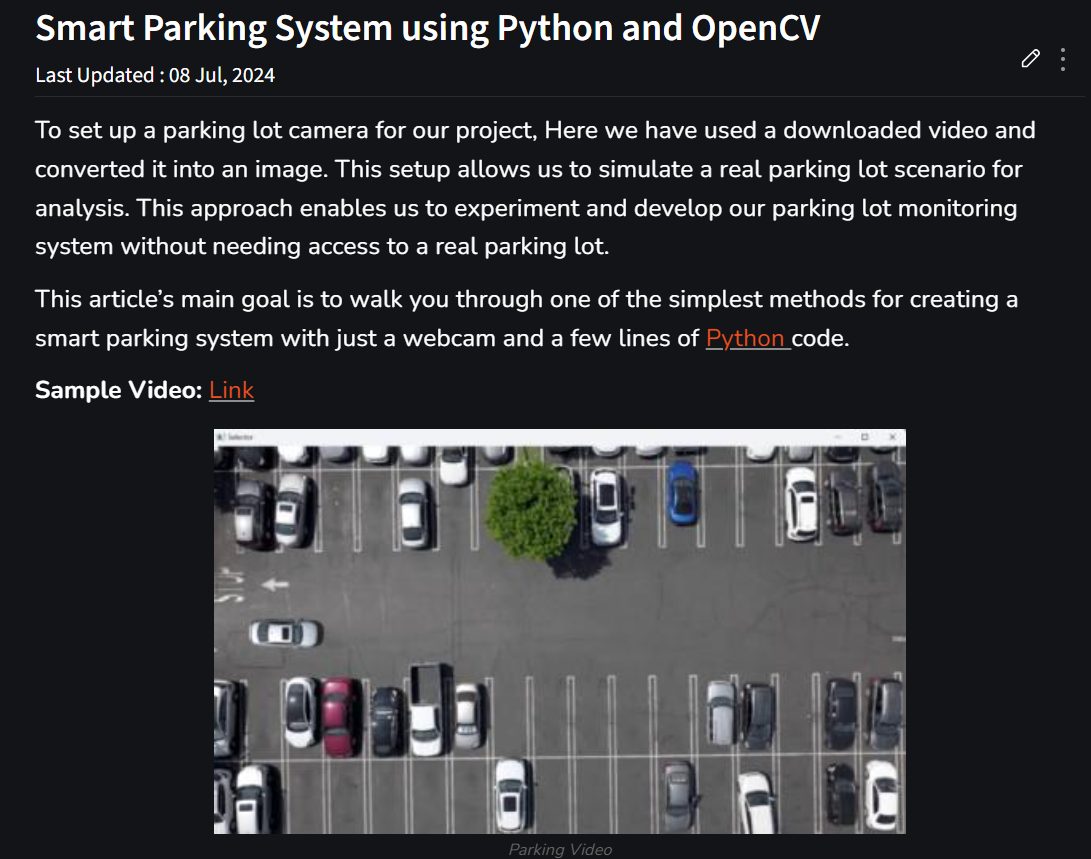 Smart Parking System using Python and OpenCV
Last Updated : 08 Jul, 2024
To set up a parking lot camera for our project, Here we have used a downloaded video and
converted it into an image. This setup allows us to simulate a real parking lot scenario for
analysis. This approach enables us to experiment and develop our parking lot monitoring
system without needing access to a real parking lot.
This article’s main goal is to walk you through one of the simplest methods for creating a
smart parking system with just a webcam and a few lines of Python code.
Sample Video: Link
Selector
Parking Video